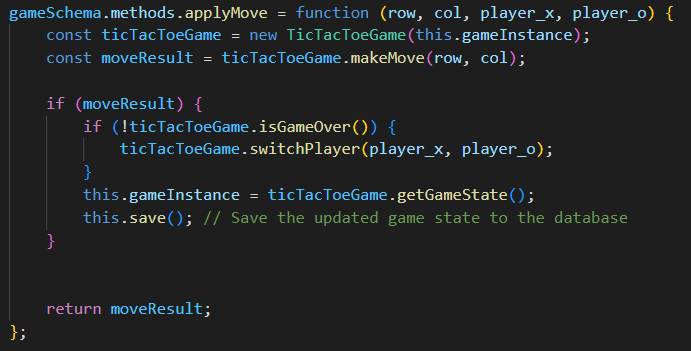 gameSchema.methods.applyMove = function (row, col, player_x, player_o) {
    const ticTacToeGame = new TicTacToeGame(this.gameInstance);
    const moveResult = ticTacToeGame.makeMove(row, col);

    if (moveResult) {
        if (!ticTacToeGame.isGameOver()) {
            ticTacToeGame.switchPlayer(player_x, player_o);
        }
        this.gameInstance = ticTacToeGame.getGameState();
        this.save(); // Save the updated game state to the database
    }


    return moveResult;
};